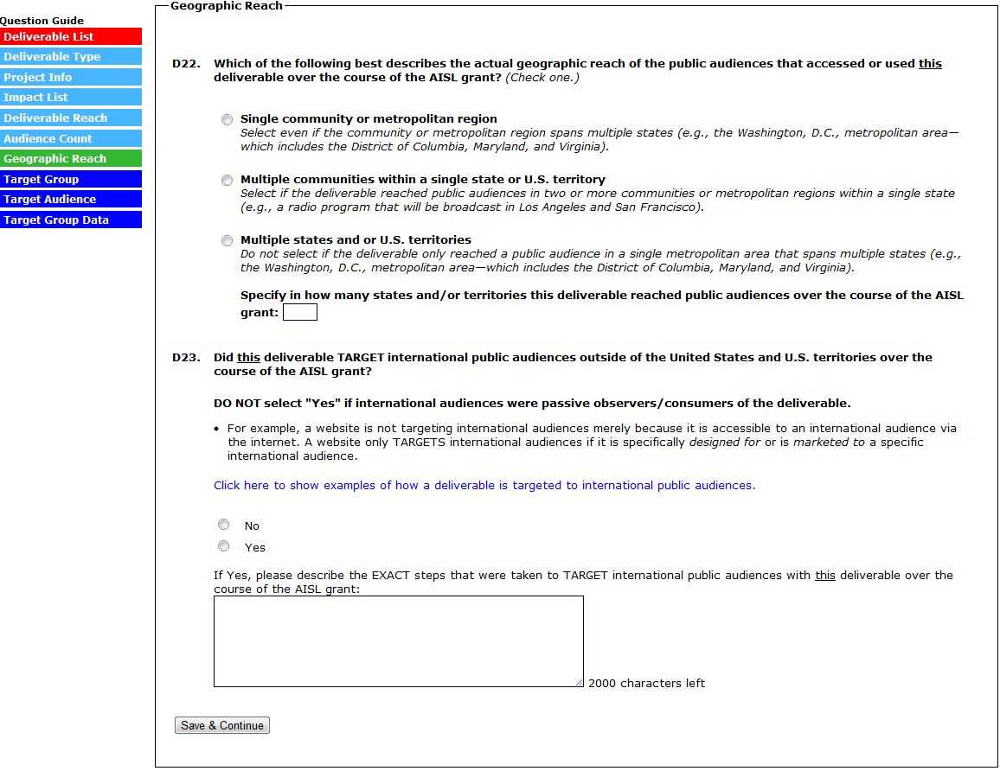 Geographic Reach
Question Guide
Deliverable List
Deliverable Type
Project Info
Impact List
Deliverable Reach
Audience Count
Geographic Reach
Target Group
Target Audience
Target Group Data
D22. Which of the following best describes the actual geographic reach of the public audiences that accessed or used this
deliverable over the course of the AISL grant? (Check one.)
Single community or metropolitan region
Select even if the community or metropolitan region spans multiple states (e.g., the Washington, D.C., metropolitan area—
which includes the District of Columbia, Maryland, and Virginia).
Multiple communities within a single state or U.S. territory
Select if the deliverable reached public audiences in two or more communities or metropolitan regions within a single state
(e.g., a radio program that will be broadcast in Los Angeles and San Francisco).
Multiple states and or U.S. territories
Do not select if the deliverable only reached a public audience in a single metropolitan area that spans multiple states (e.g.,
the Washington, D.C., metropolitan area—which includes the District of Columbia, Maryland, and Virginia).
Specify in how many states and/or territories this deliverable reached public audiences over the course of the AISL
grant:
D23. Did this deliverable TARGET international public audiences outside of the United States and U.S. territories over the
course of the AISL grant?
DO NOT select "Yes" if international audiences were passive observers/consumers of the deliverable.
• For example, a website is not targeting international audiences merely because it is accessible to an international audience via
the internet. A website only TARGETS international audiences if it is specifically designed for or is marketed to a specific
international audience.
Click here to show examples of how a deliverable is targeted to international public audiences.
No
Yes
If Yes, please describe the EXACT steps that were taken to TARGET international public audiences with this deliverable over the
course of the AISL grant:
2000 characters left
Save & Continue